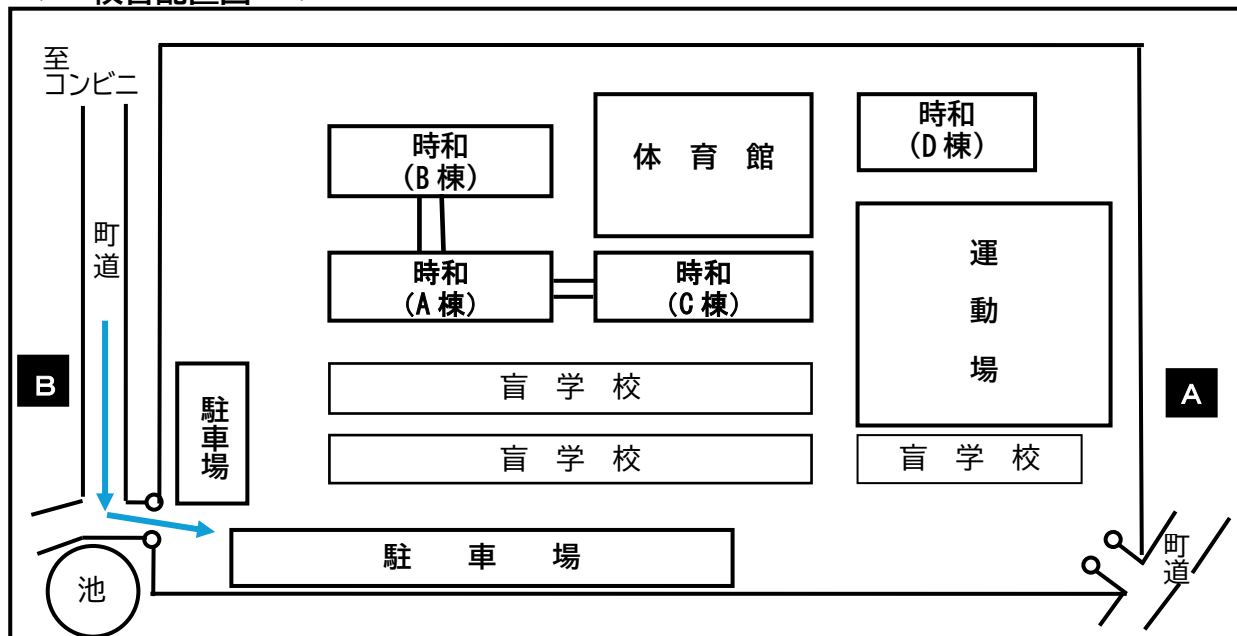 校舎配置図
至
コンビニ
時和
(B棟)
体育館
時和
(D棟)
町道
時和
(A棟)
時和
(C棟)
運動場
B
駐車場
盲学校
A
盲学校
盲学校
駐車場
町道
池